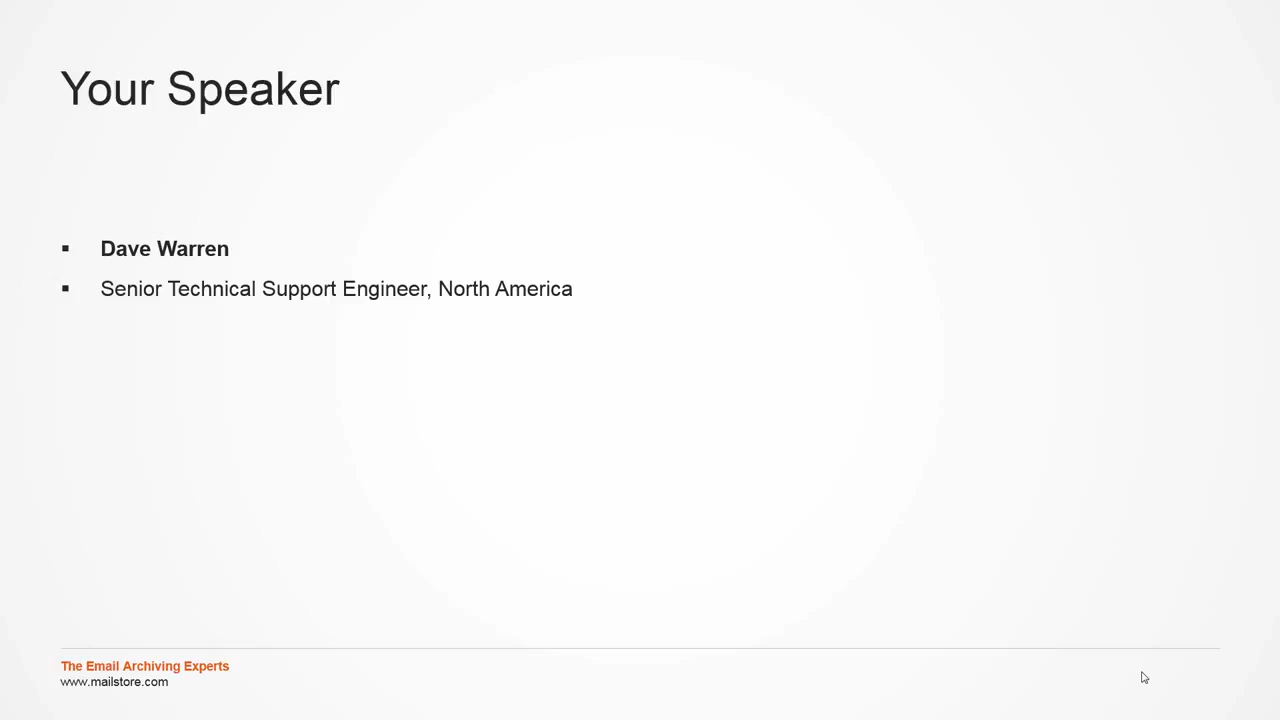 Your Speaker
▪ Dave Warren
▪ Senior Technical Support Engineer, North America
The Email Archiving Experts
www.mailstore.com